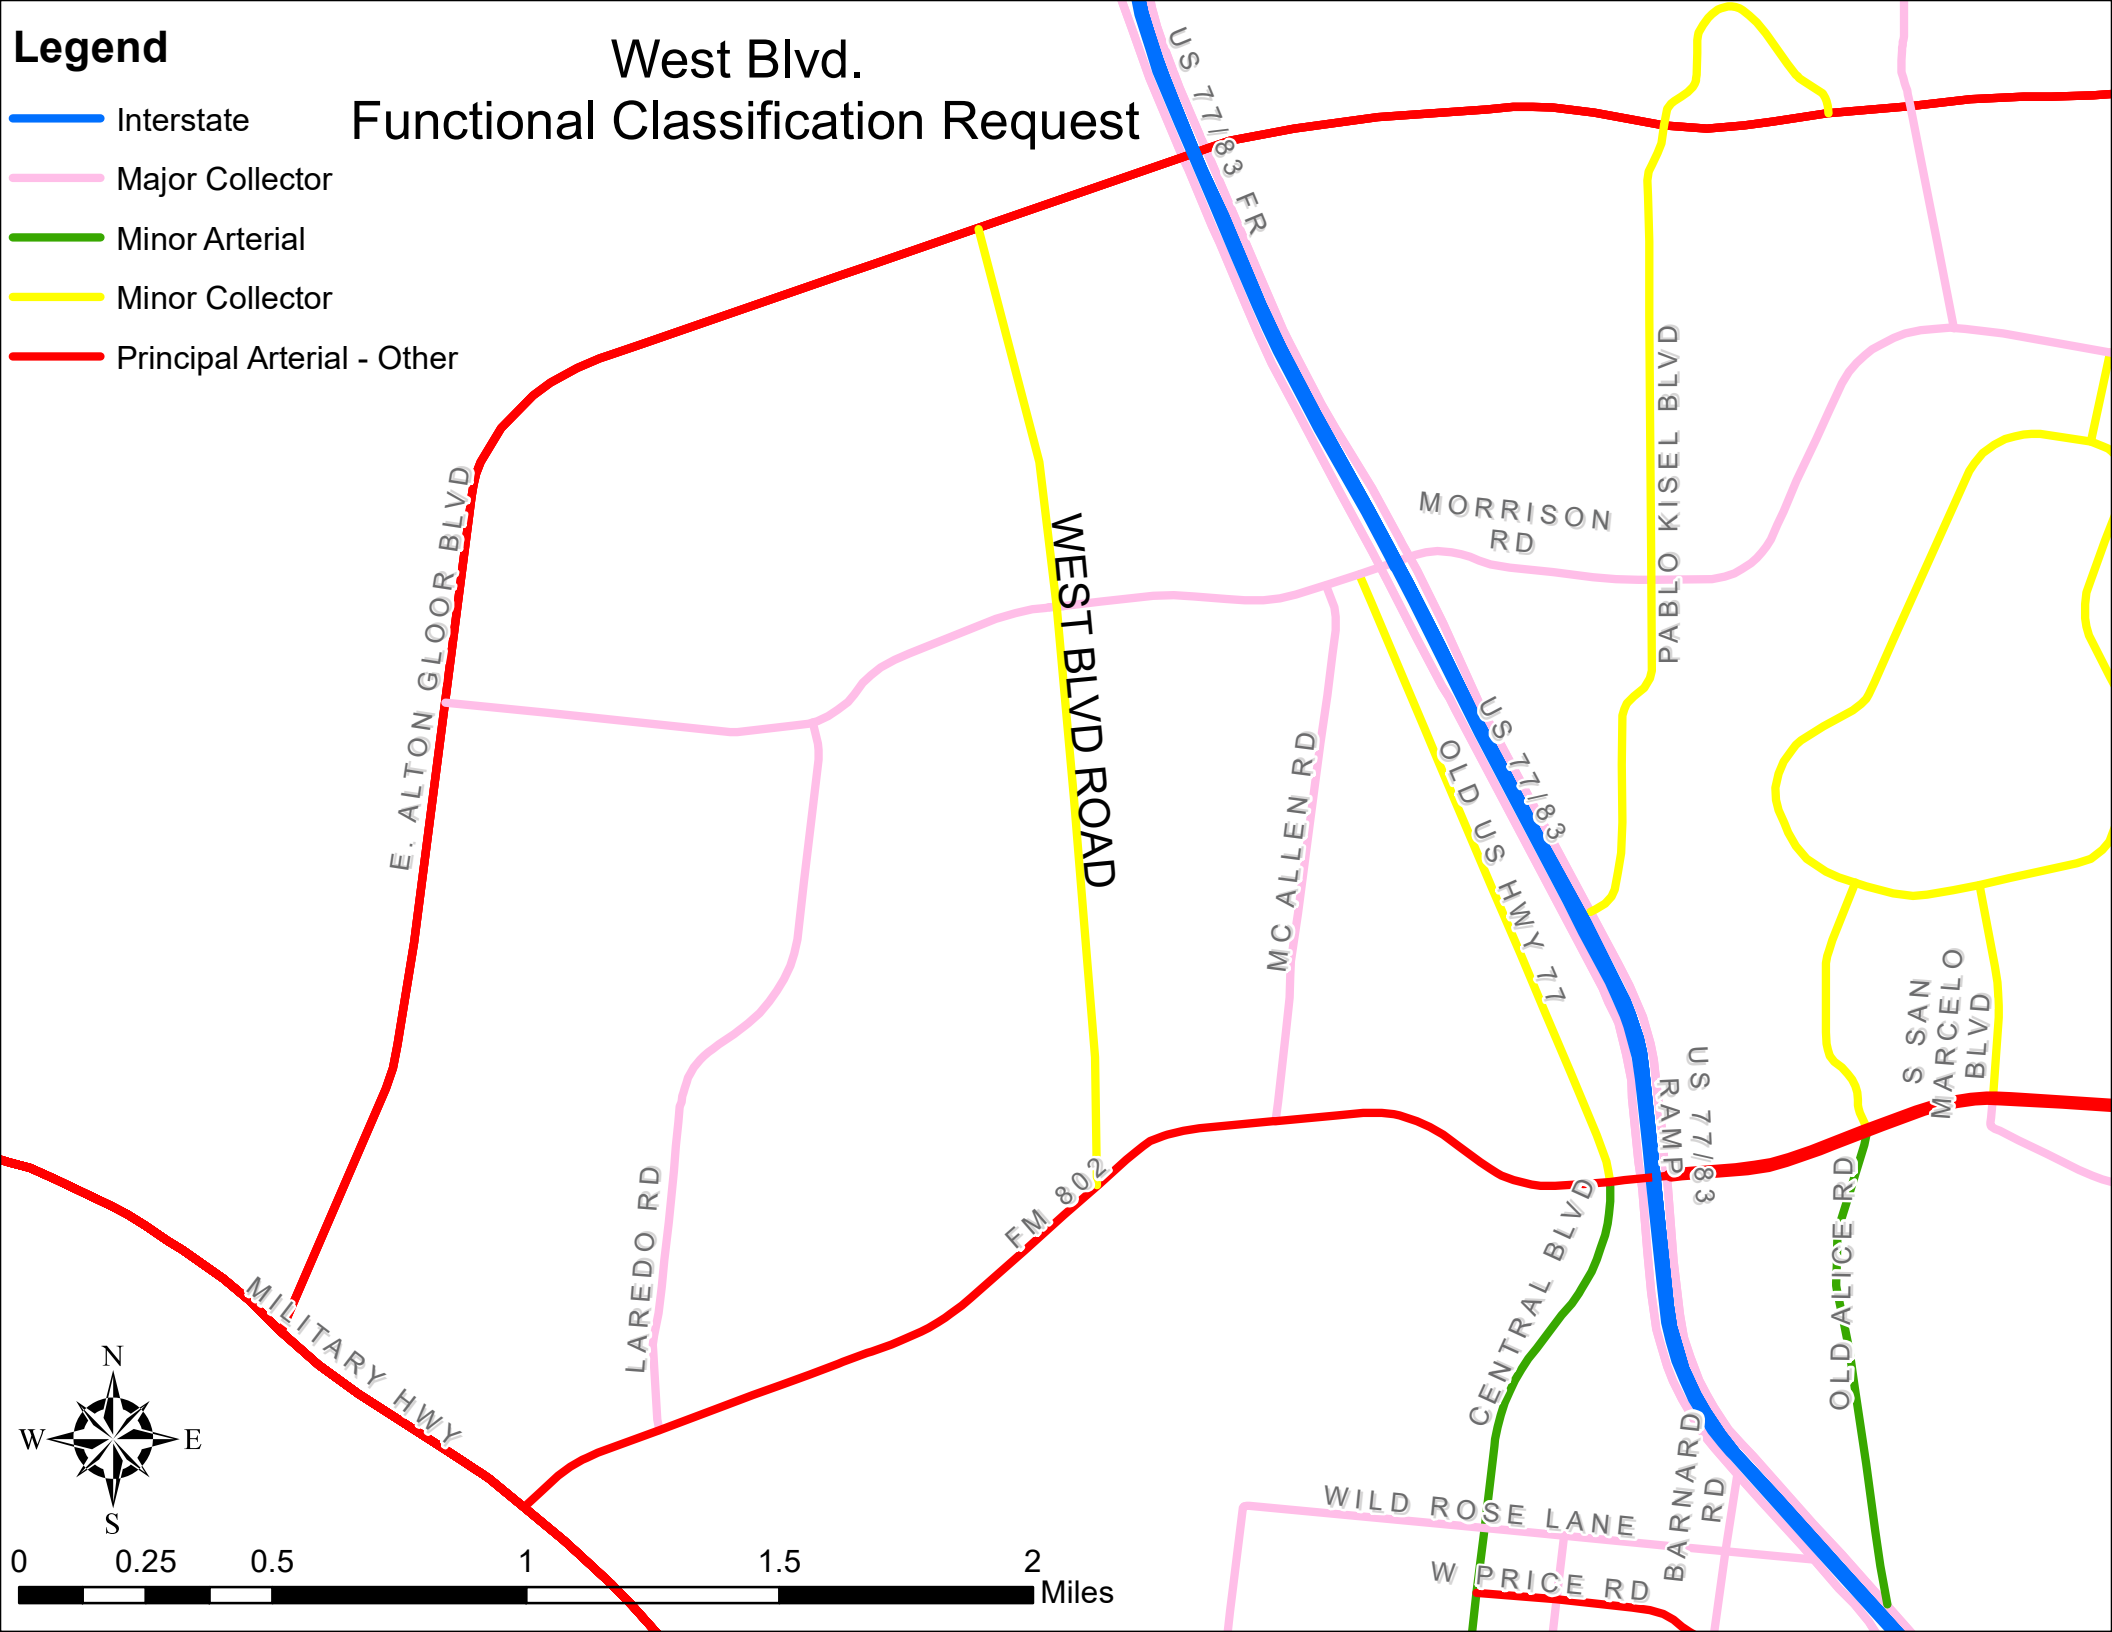 Legend
West Blvd.
Functional Classification Request
Interstate
Major Collector
Minor Arterial
Minor Collector
Principal Arterial - Other
US 77/83 FR
PABLO KISEL BLVD
MORRISON
RD
E. ALTON GLOOR BLVD
WEST BLVD ROAD
MC ALLEN RD
OLD US HWY 77
US 77/83
S SAN
MARCELO
BLVD
US 77/83
RAMP
FM 802
LAREDO RD
CENTRAL BLVD
OLD ALICE RD
MILITARY HWY
BARNARD
RD
WILD ROSE LANE
W PRICE RD
N
W
E
S
0 0.25 0.5 1 1.5 2
Miles